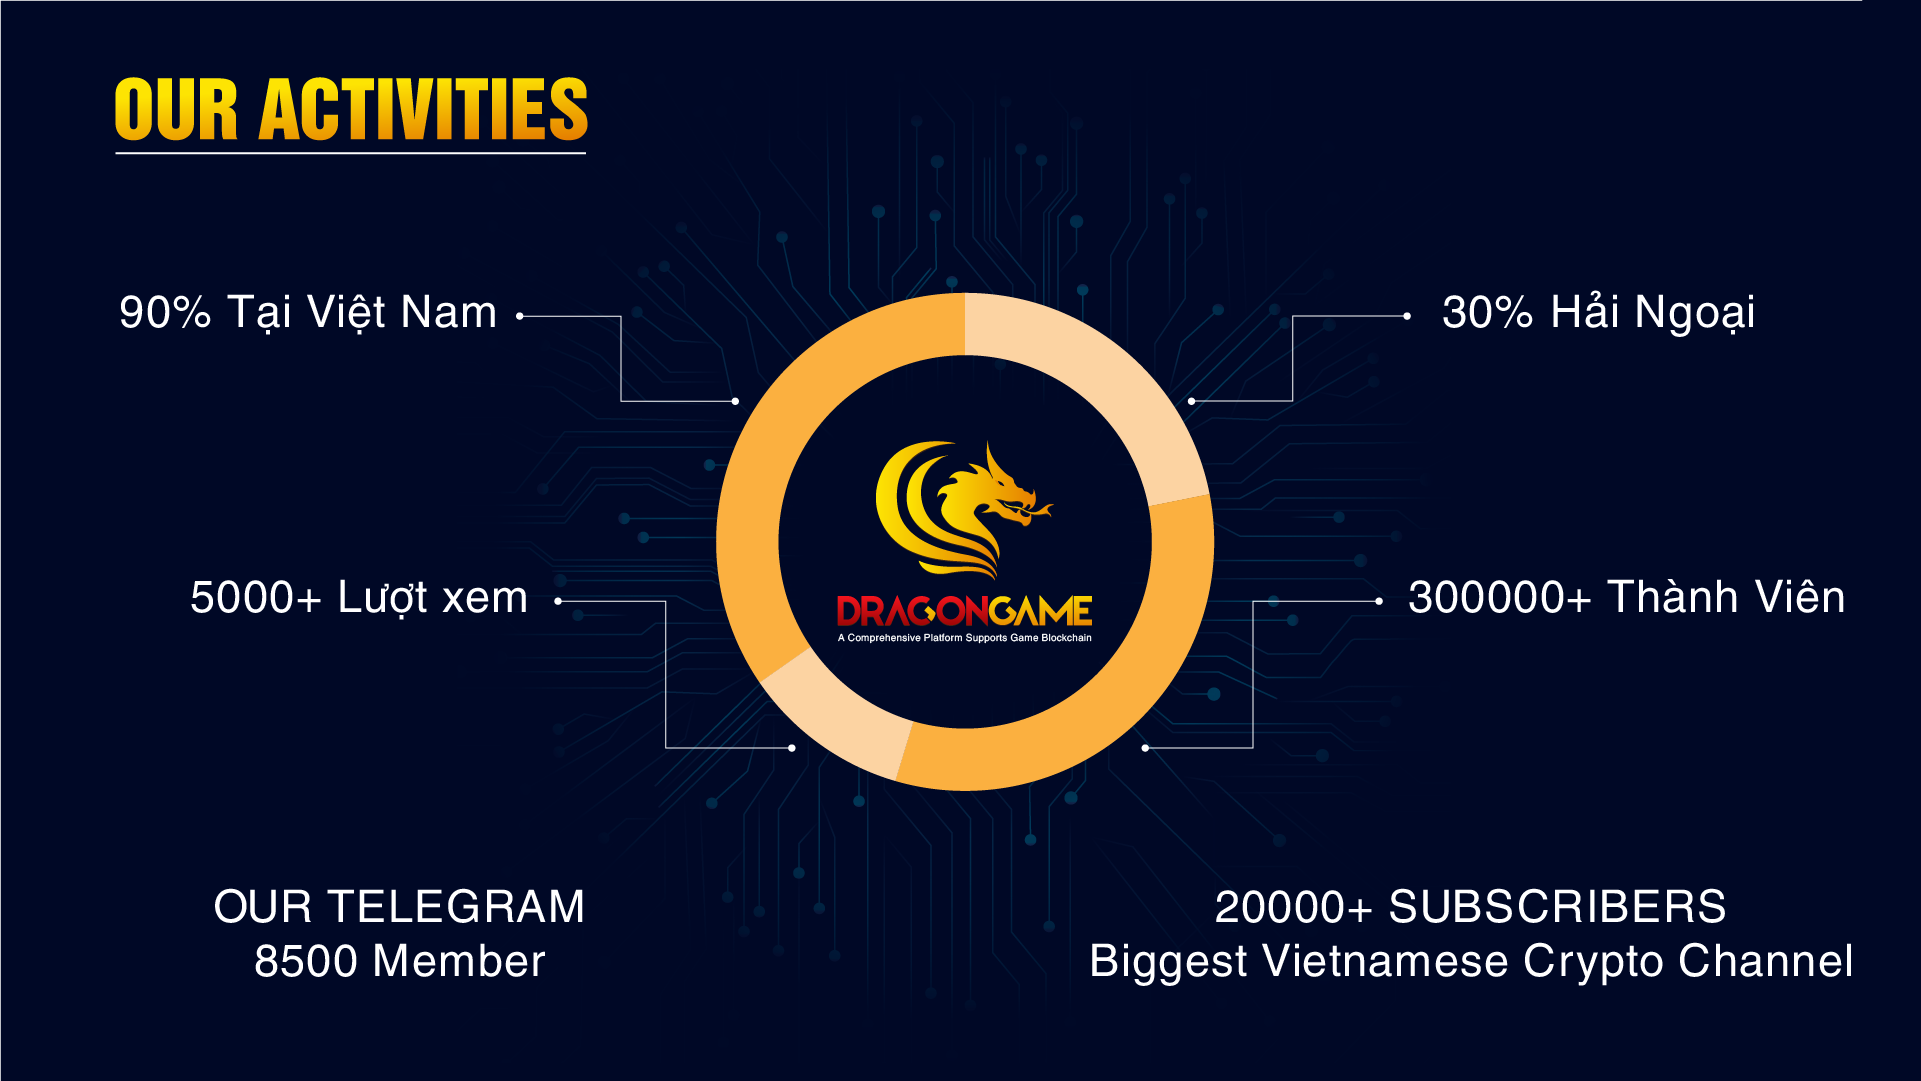 OUR ACTIVITIES
90% Tại Việt Nam
30% Hải Ngoại
DRAGONGAME
A Comprehensive Platform Supports Game Blockchain
5000+ Lượt xem
300000+ Thành Viên
OUR TELEGRAM
8500 Member
20000+ SUBSCRIBERS
Biggest Vietnamese Crypto Channel